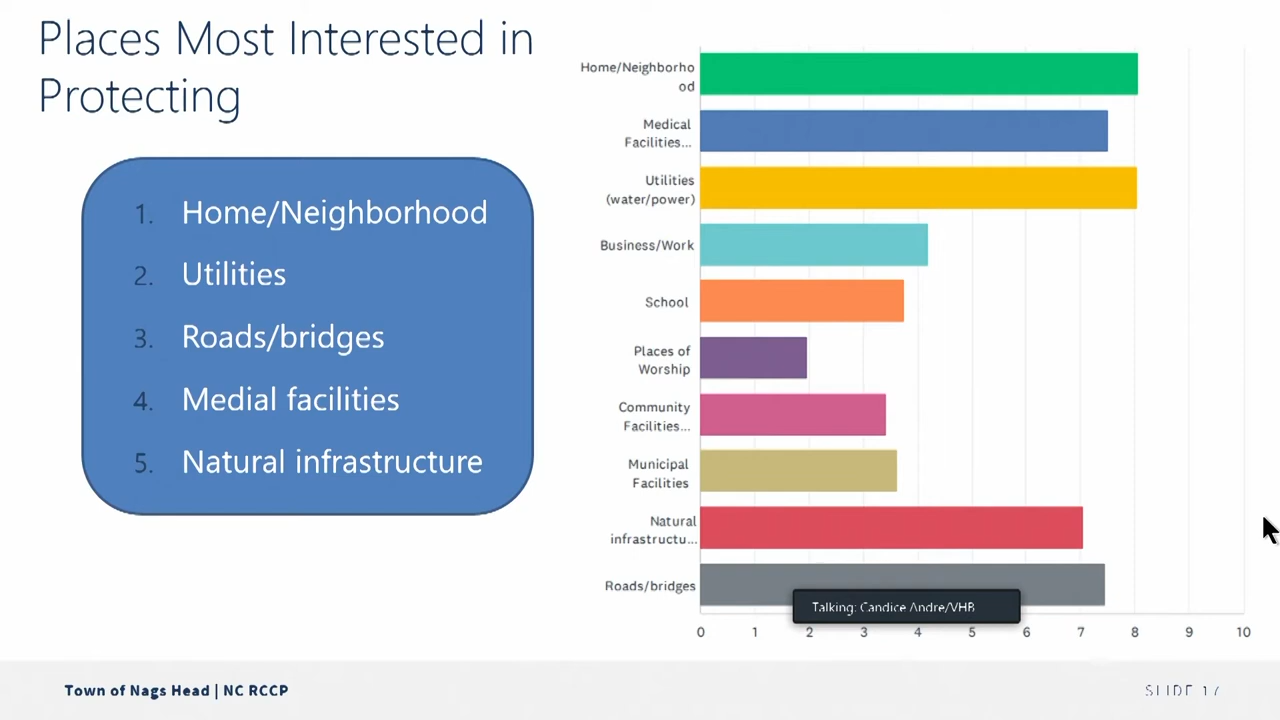 Places Most Interested in
Protecting
1. Home/Neighborhood
2. Utilities
3. Roads/bridges
4. Medial facilities
5. Natural infrastructure
Home/Neighborho
od
Medical
Facilities...
Utilities
(water/power)
Business/Work
School
Places of
Worship
Community
Facilities...
Municipal
Facilities
Natural
infrastructu...
Roads/bridges
Talking: Candice Andre/VHB
0 1 2 3 4 5 6 7 8 9 10
Town of Nags Head | NC RCCP
SLIDE 17